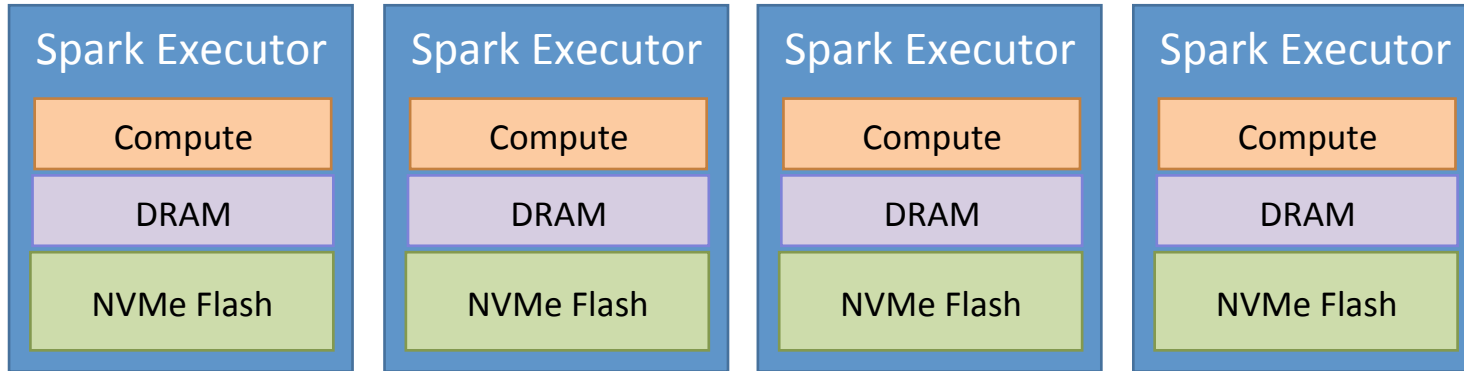 Spark Executor
Compute
DRAM
NVMe Flash
Spark Executor
Compute
DRAM
NVMe Flash
Spark Executor
Compute
DRAM
NVMe Flash
Spark Executor
Compute
DRAM
NVMe Flash